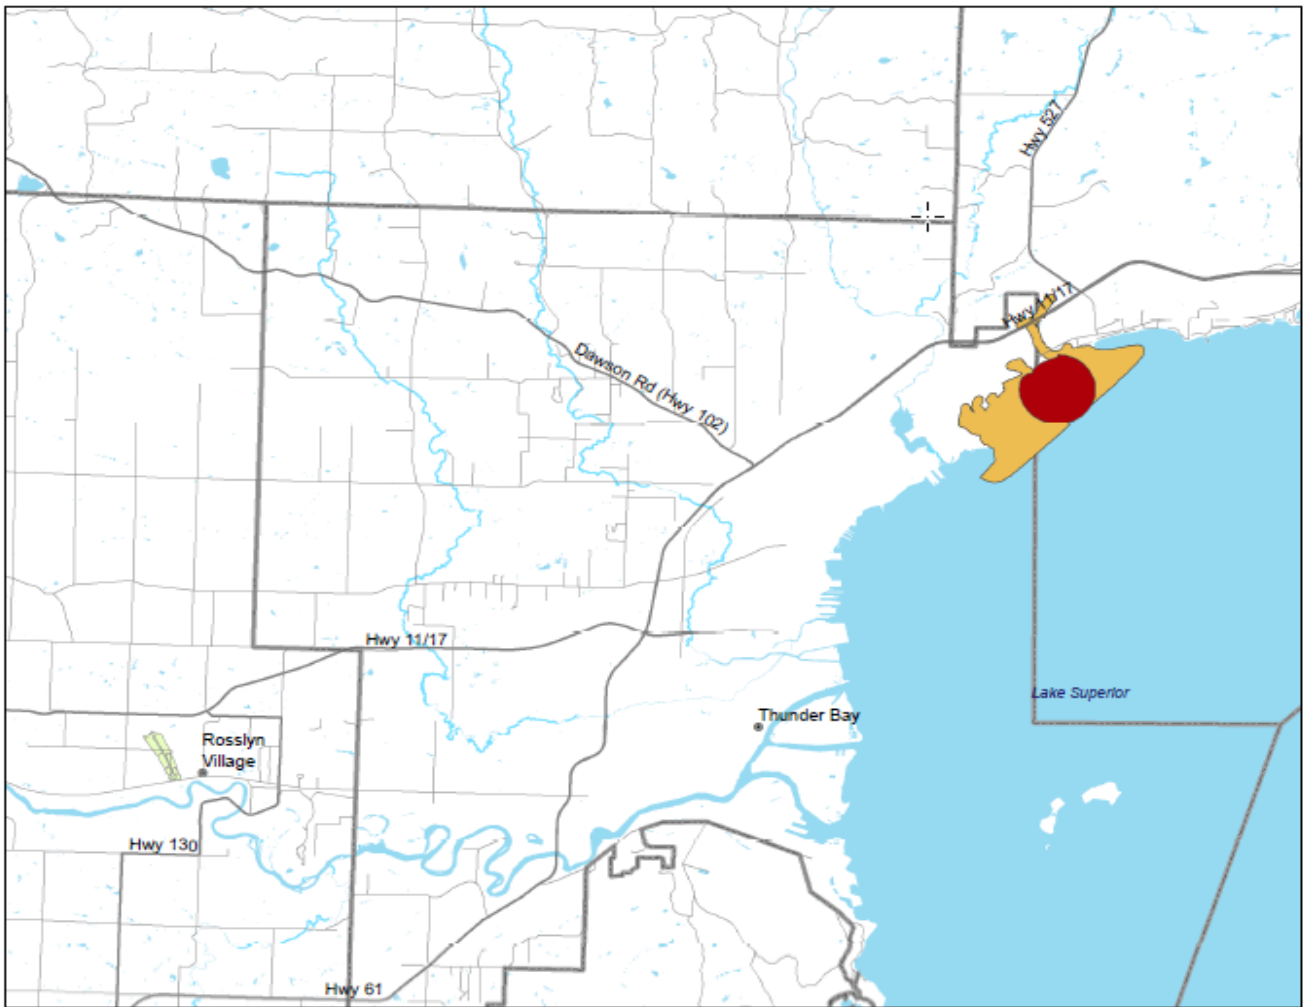 Hwy 527
Hwy 11/17
Dawson Rd (Hwy 102)
Hwy 11/17
Lake Superior
Thunder Bay
Rosslyn
Village
Hwy 130
Hwy 61